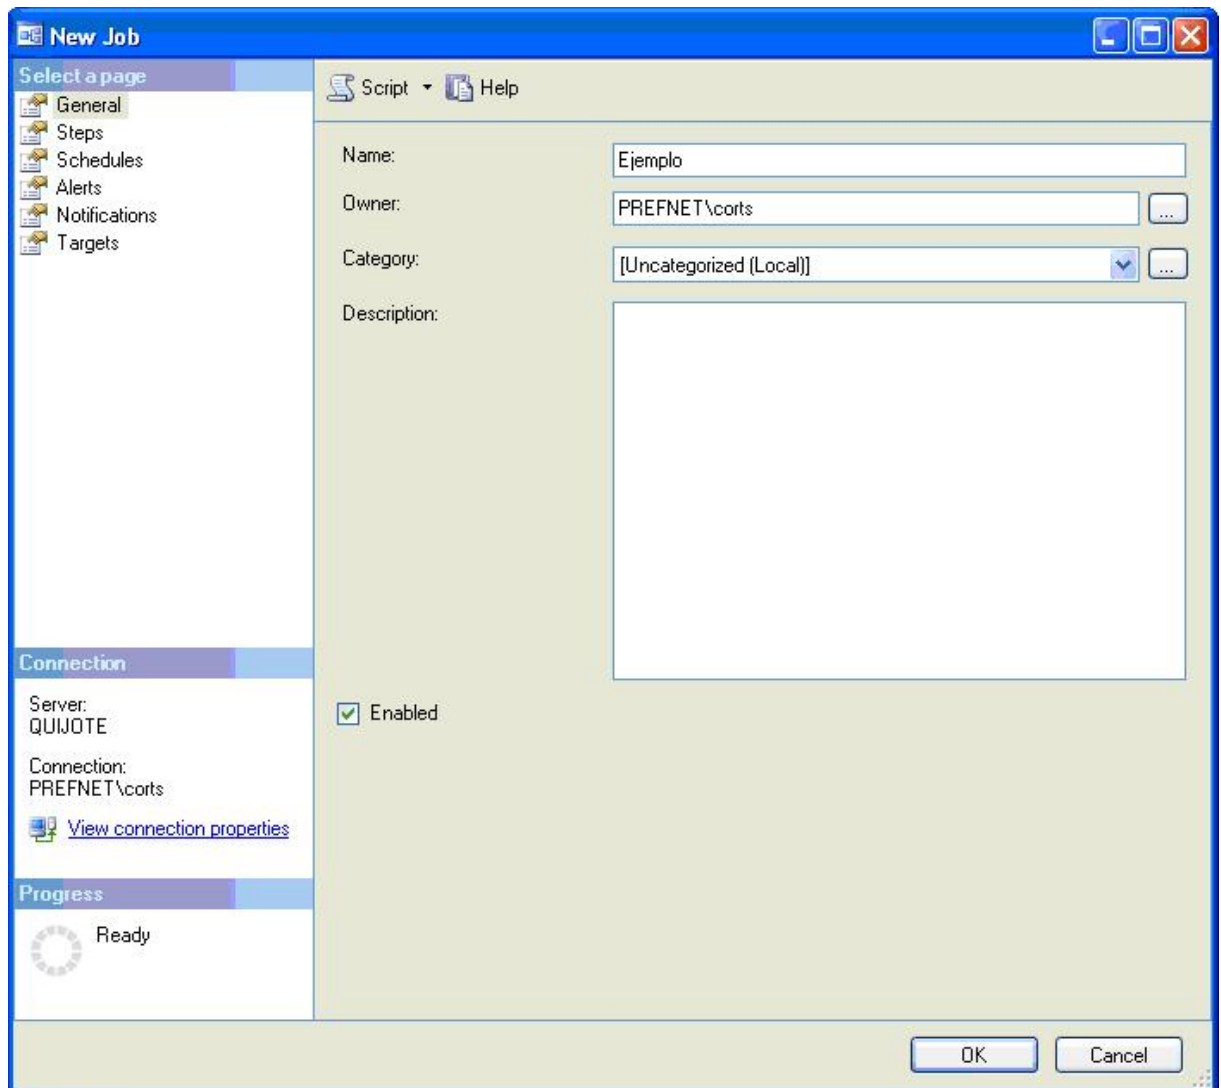 New Job
Select a page
General
Steps
Schedules
Alerts
Notifications
Targets
Script
Help
Name:
Ejemplo
Owner:
PREFNET\corts
...
Category:
[Uncategorized (Local)]
...
Description:
Enabled
Connection
Server:
QUIJOTE
Connection:
PREFNET\corts
View connection properties
Progress
Ready
OK
Cancel